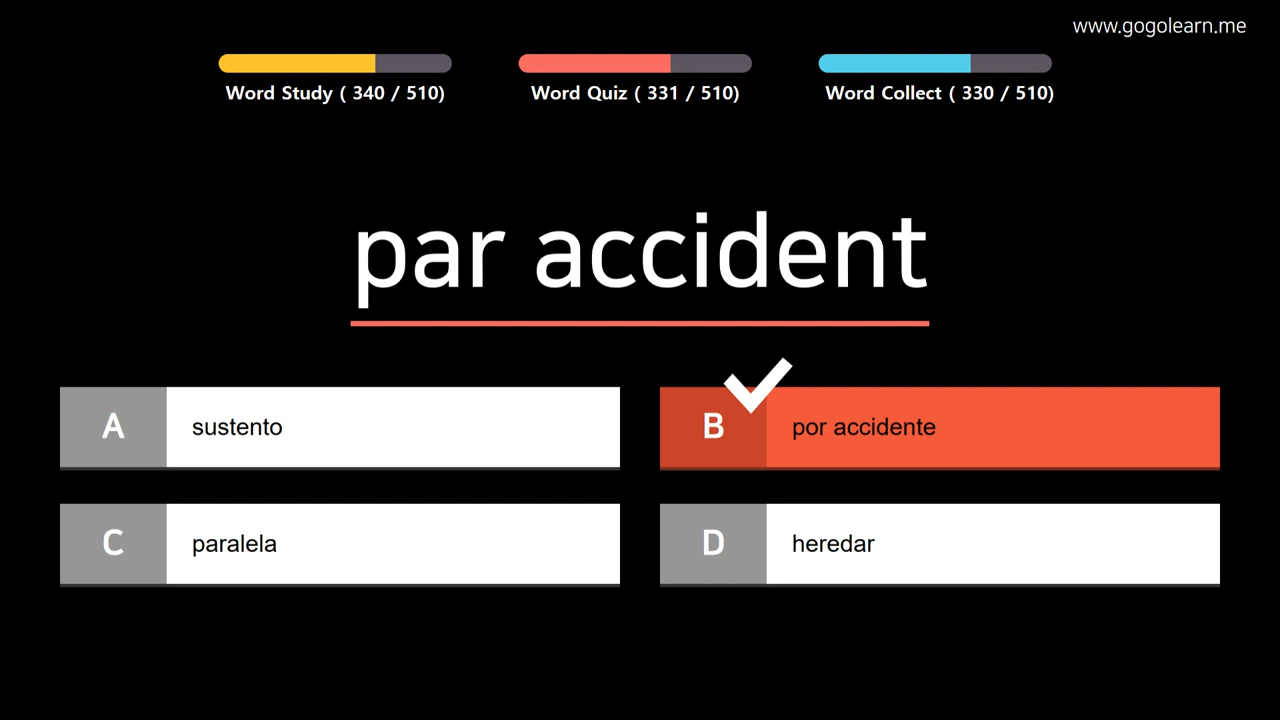 www.gogolearn.me
Word Study ( 340 / 510)
Word Quiz ( 331 / 510)
Word Collect ( 330 / 510)
par accident
A sustento
B por accidente
C paralela
D heredar